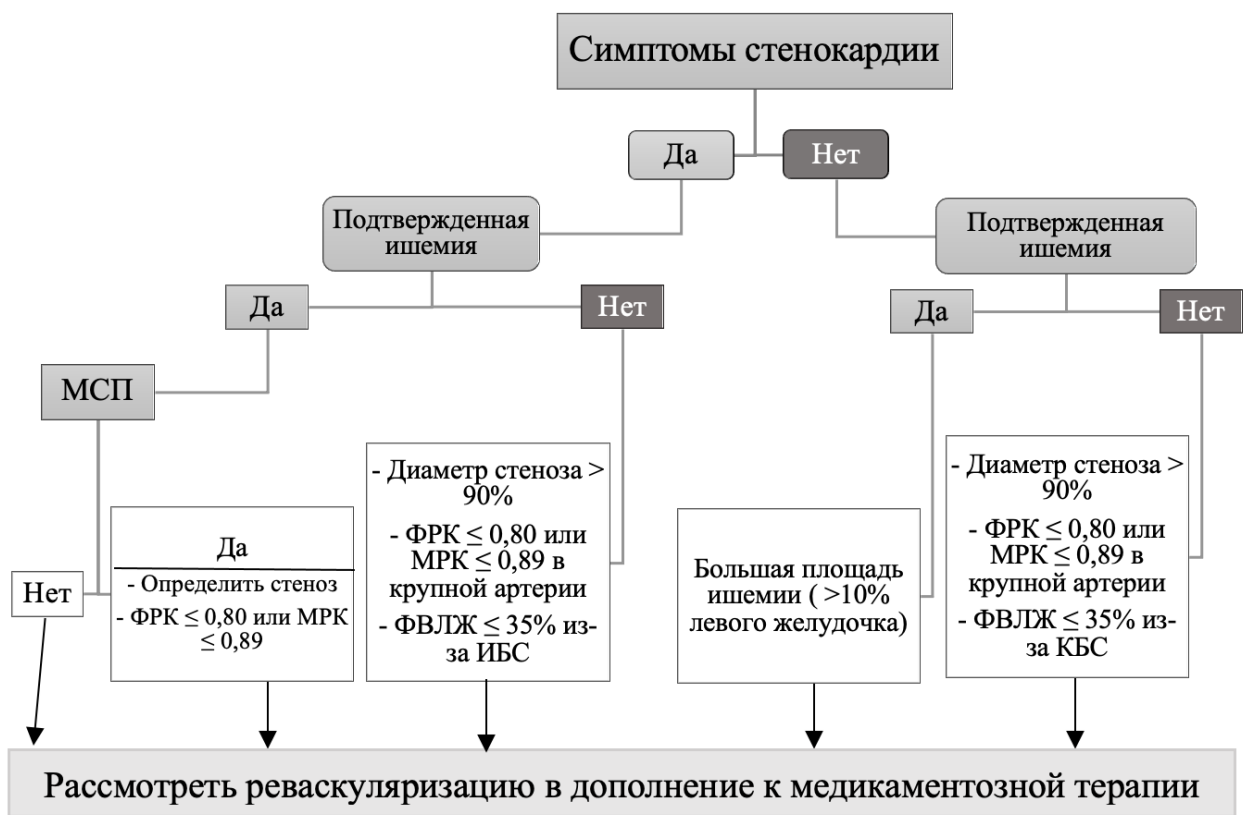 Симптомы стенокардии
Да
Нет
Подтвержденная
ишемия
Подтвержденная
ишемия
Да
Нет
Да
Нет
МСП
Нет
Да
- Определить стеноз
- ФРК ≤ 0,80 или МРК
≤ 0,89
- Диаметр стеноза >
90%
- ФРК ≤ 0,80 или
МРК ≤ 0,89 в
крупной артерии
- ФВЛЖ ≤ 35% из-
за ИБС
Большая площадь
ишемии ( >10%
левого желудочка)
- Диаметр стеноза >
90%
- ФРК ≤ 0,80 или
МРК ≤ 0,89 в
крупной артерии
- ФВЛЖ ≤ 35% из-
за КБС
Рассмотреть реваскуляризацию в дополнение к медикаментозной терапии